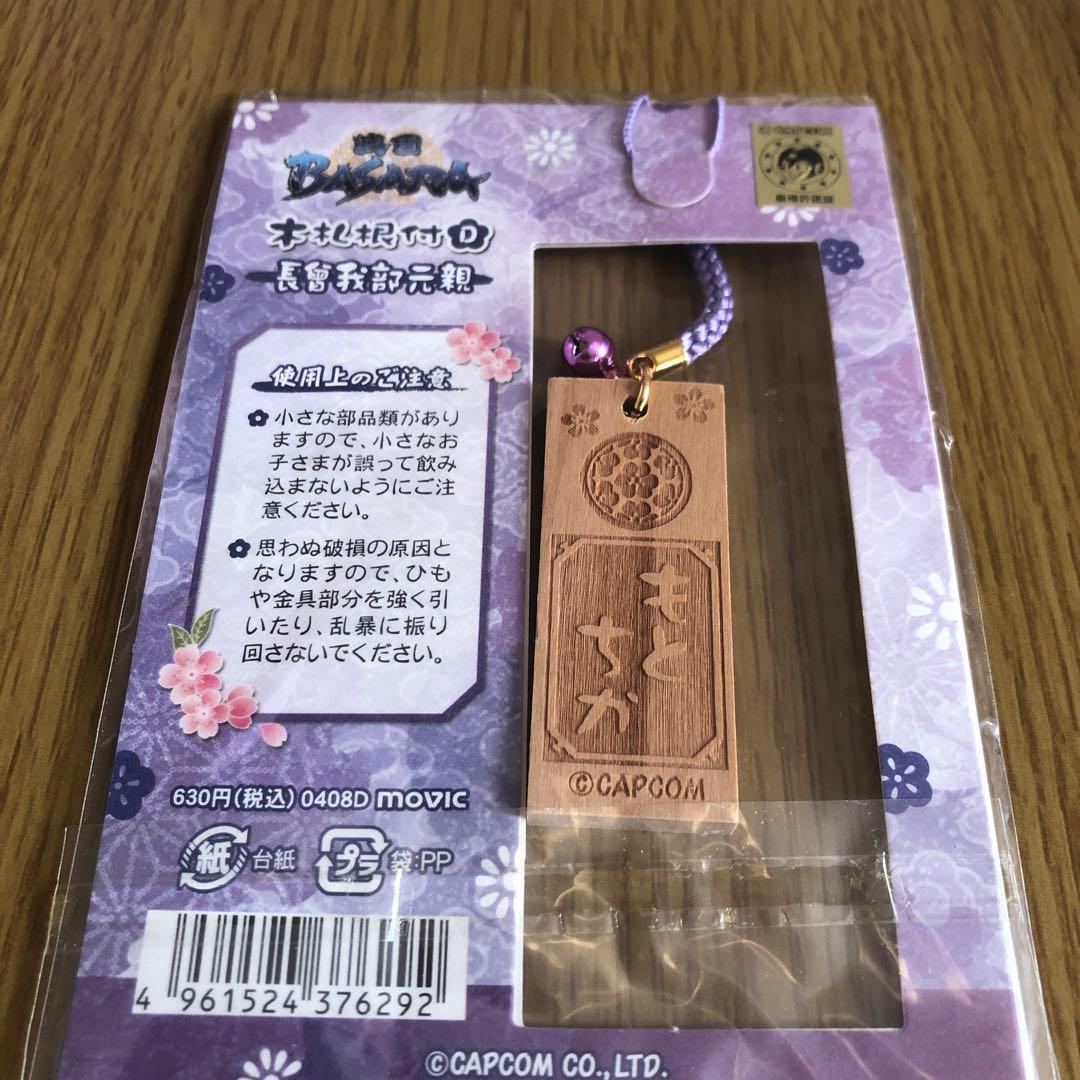 戦国
BASARA
木札根付D
長曾我部元親
使用上のご注意
小さな部品類があり
ますので、小さなお
子さまが誤って飲み
込まないようにご注
意ください。
思わぬ破損の原因と
なりますので、ひも
や金具部分を強く引
いたり、乱暴に振り
回さないでください。
630円(税込)0408D movic
紙 台紙 プラ 袋:PP
4 961524 376292
もと
ちか
©CAPCOM
©CAPCOM CO.,LTD.